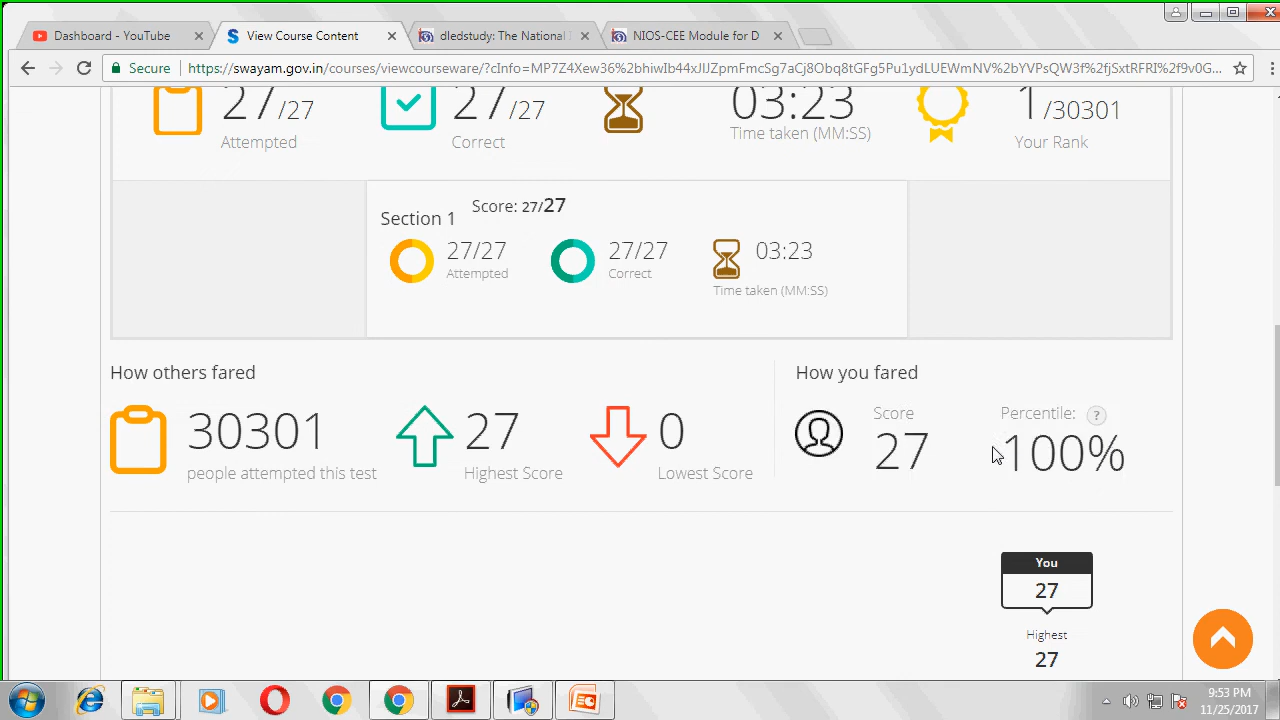 Dashboard - YouTube
View Course Content
dledstudy: The National
NIOS-CEE Module for D
Secure
https://swayam.gov.in/courses/viewcourseware/?cInfo=MP7Z4Xew36%2bhiwIb44xJIJZpmFmcSg7aCj8Obq8tGFg5Pu1ydLUEWmNV%2bYVPsQW3f%2fjSxtRFRI%2f9v0G...
27/27
Attempted
27/27
Correct
03:23
Time taken (MM:SS)
1/30301
Your Rank
Section 1
Score: 27/27
27/27
Attempted
27/27
Correct
03:23
Time taken (MM:SS)
How others fared
30301
people attempted this test
27
Highest Score
0
Lowest Score
How you fared
Score
27
Percentile: ?
100%
You
27
Highest
27
9:53 PM
11/25/2017